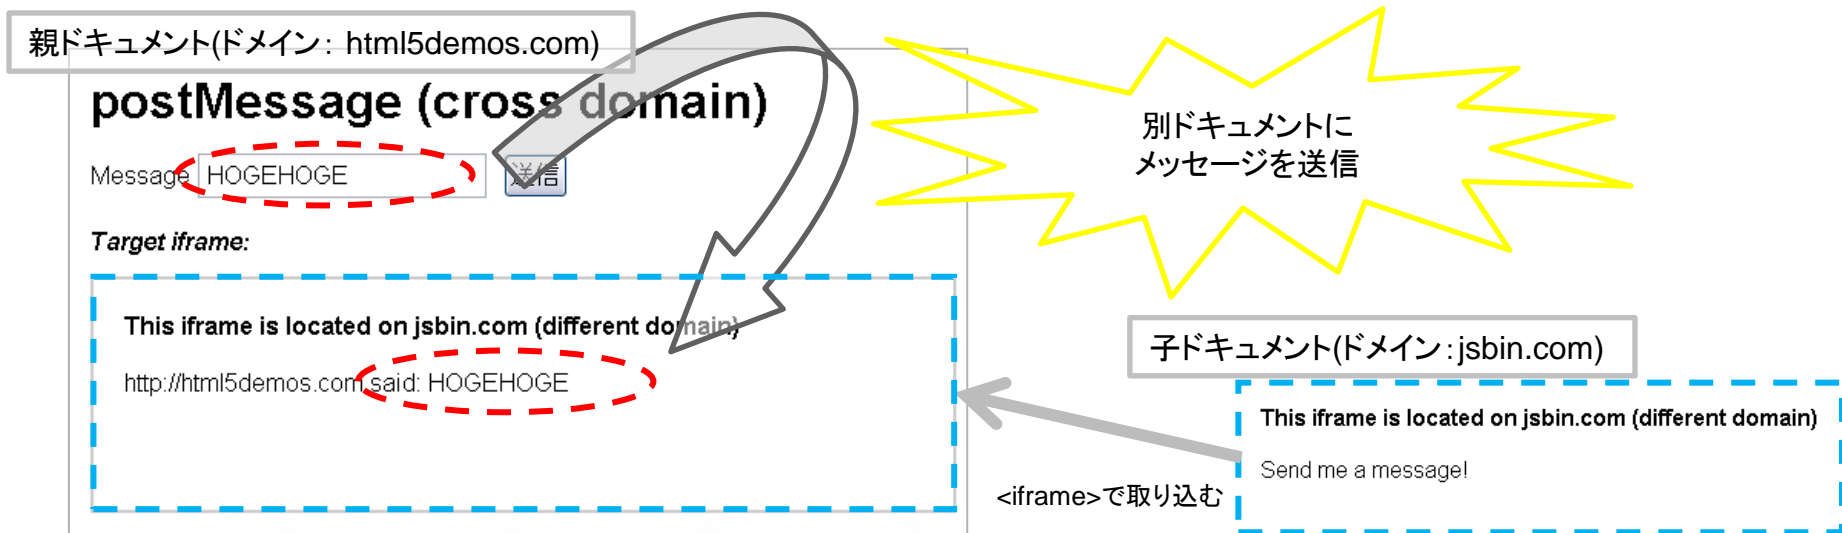 親ドキュメント(ドメイン： html5demos.com)
postMessage (cross domain)
Message HOGEHOGE 送信
Target iframe:
This iframe is located on jsbin.com (different domain)
http://html5demos.com said: HOGEHOGE
別ドキュメントに
メッセージを送信
子ドキュメント(ドメイン：jsbin.com)
This iframe is located on jsbin.com (different domain)
Send me a message!
<iframe>で取り込む